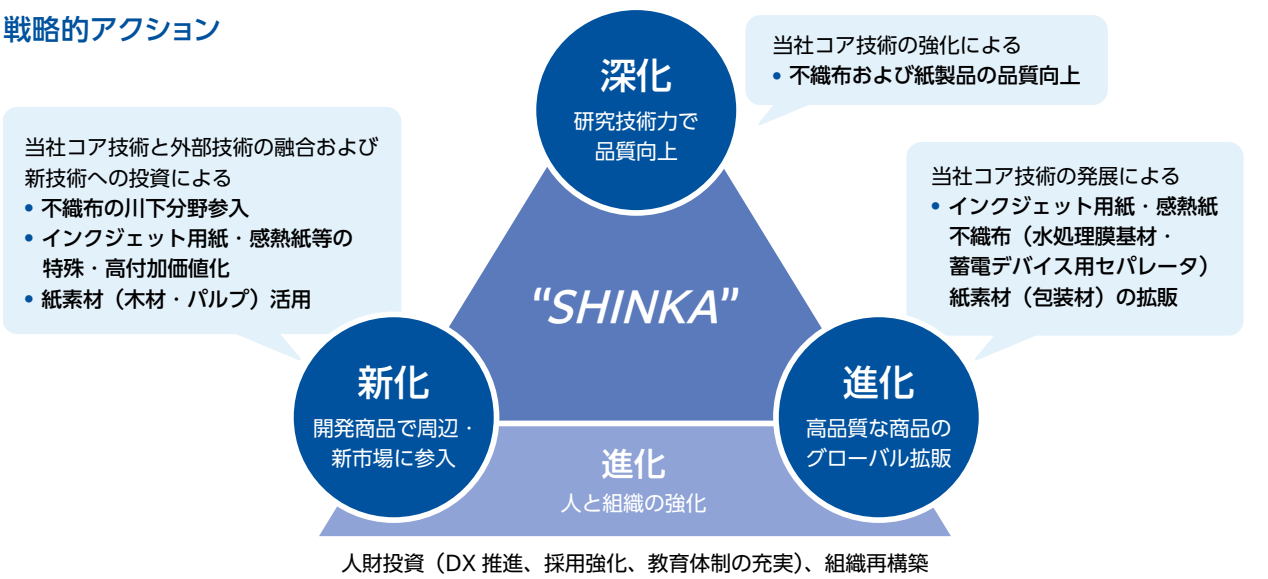 戦略的アクション
深化
研究技術力で
品質向上
当社コア技術の強化による
• 不織布および紙製品の品質向上
当社コア技術と外部技術の融合および
新技術への投資による
• 不織布の川下分野参入
• インクジェット用紙・感熱紙等の
特殊・高付加価値化
• 紙素材（木材・パルプ）活用
当社コア技術の発展による
• インクジェット用紙・感熱紙
不織布（水処理膜基材・
蓄電デバイス用セパレータ）
紙素材（包装材）の拡販
“SHINKA”
新化
開発商品で周辺・
新市場に参入
進化
高品質な商品の
グローバル拡販
進化
人と組織の強化
人財投資（DX 推進、採用強化、教育体制の充実）、組織再構築